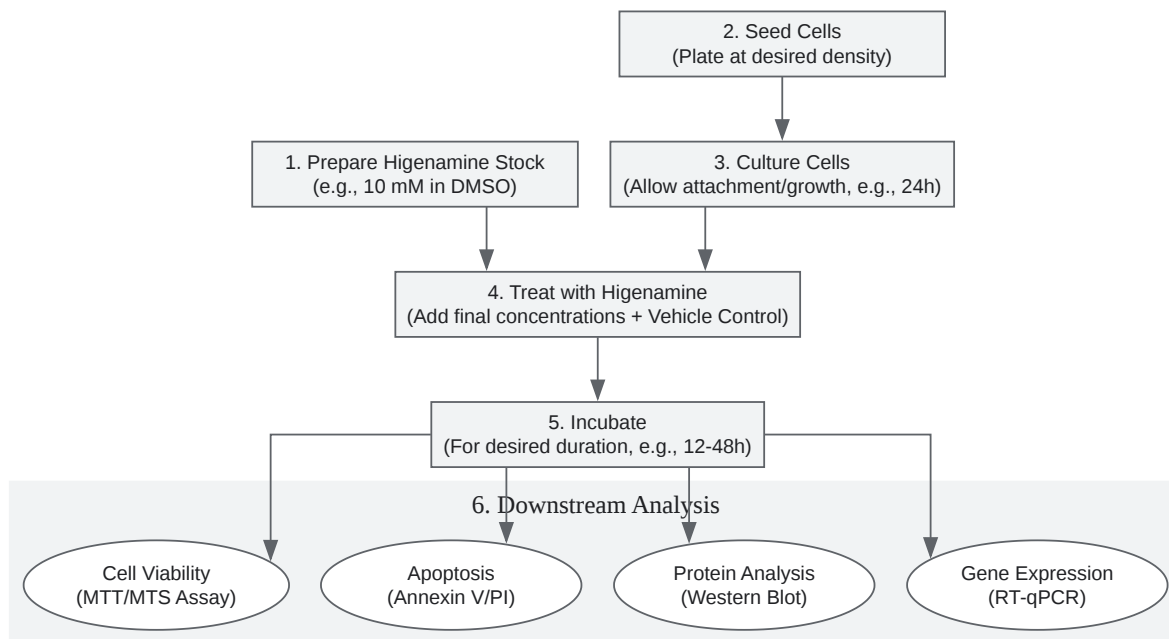 2. Seed Cells
(Plate at desired density)
1. Prepare Higenamine Stock
(e.g., 10 mM in DMSO)
3. Culture Cells
(Allow attachment/growth, e.g., 24h)
4. Treat with Higenamine
(Add final concentrations + Vehicle Control)
5. Incubate
(For desired duration, e.g., 12-48h)
6. Downstream Analysis
Cell Viability
(MTT/MTS Assay)
Apoptosis
(Annexin V/PI)
Protein Analysis
(Western Blot)
Gene Expression
(RT-qPCR)